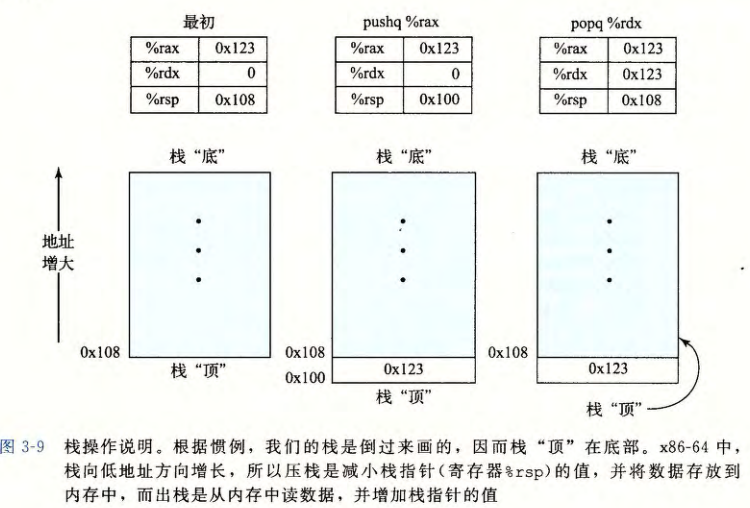 最初
%rax 0x123
%rdx 0
%rsp 0x108
pushq %rax
%rax 0x123
%rdx 0
%rsp 0x100
popq %rdx
%rax 0x123
%rdx 0x123
%rsp 0x108
栈“底”
栈“底”
栈“底”
地址
增大
0x108
栈“顶”
0x108
0x100
0x123
栈“顶”
0x108
0x123
栈“顶”
图 3-9 栈操作说明。根据惯例，我们的栈是倒过来画的，因而栈“顶”在底部。x86-64 中，
栈向低地址方向增长，所以压栈是减小栈指针(寄存器%rsp)的值，并将数据存放到
内存中，而出栈是从内存中读数据，并增加栈指针的值